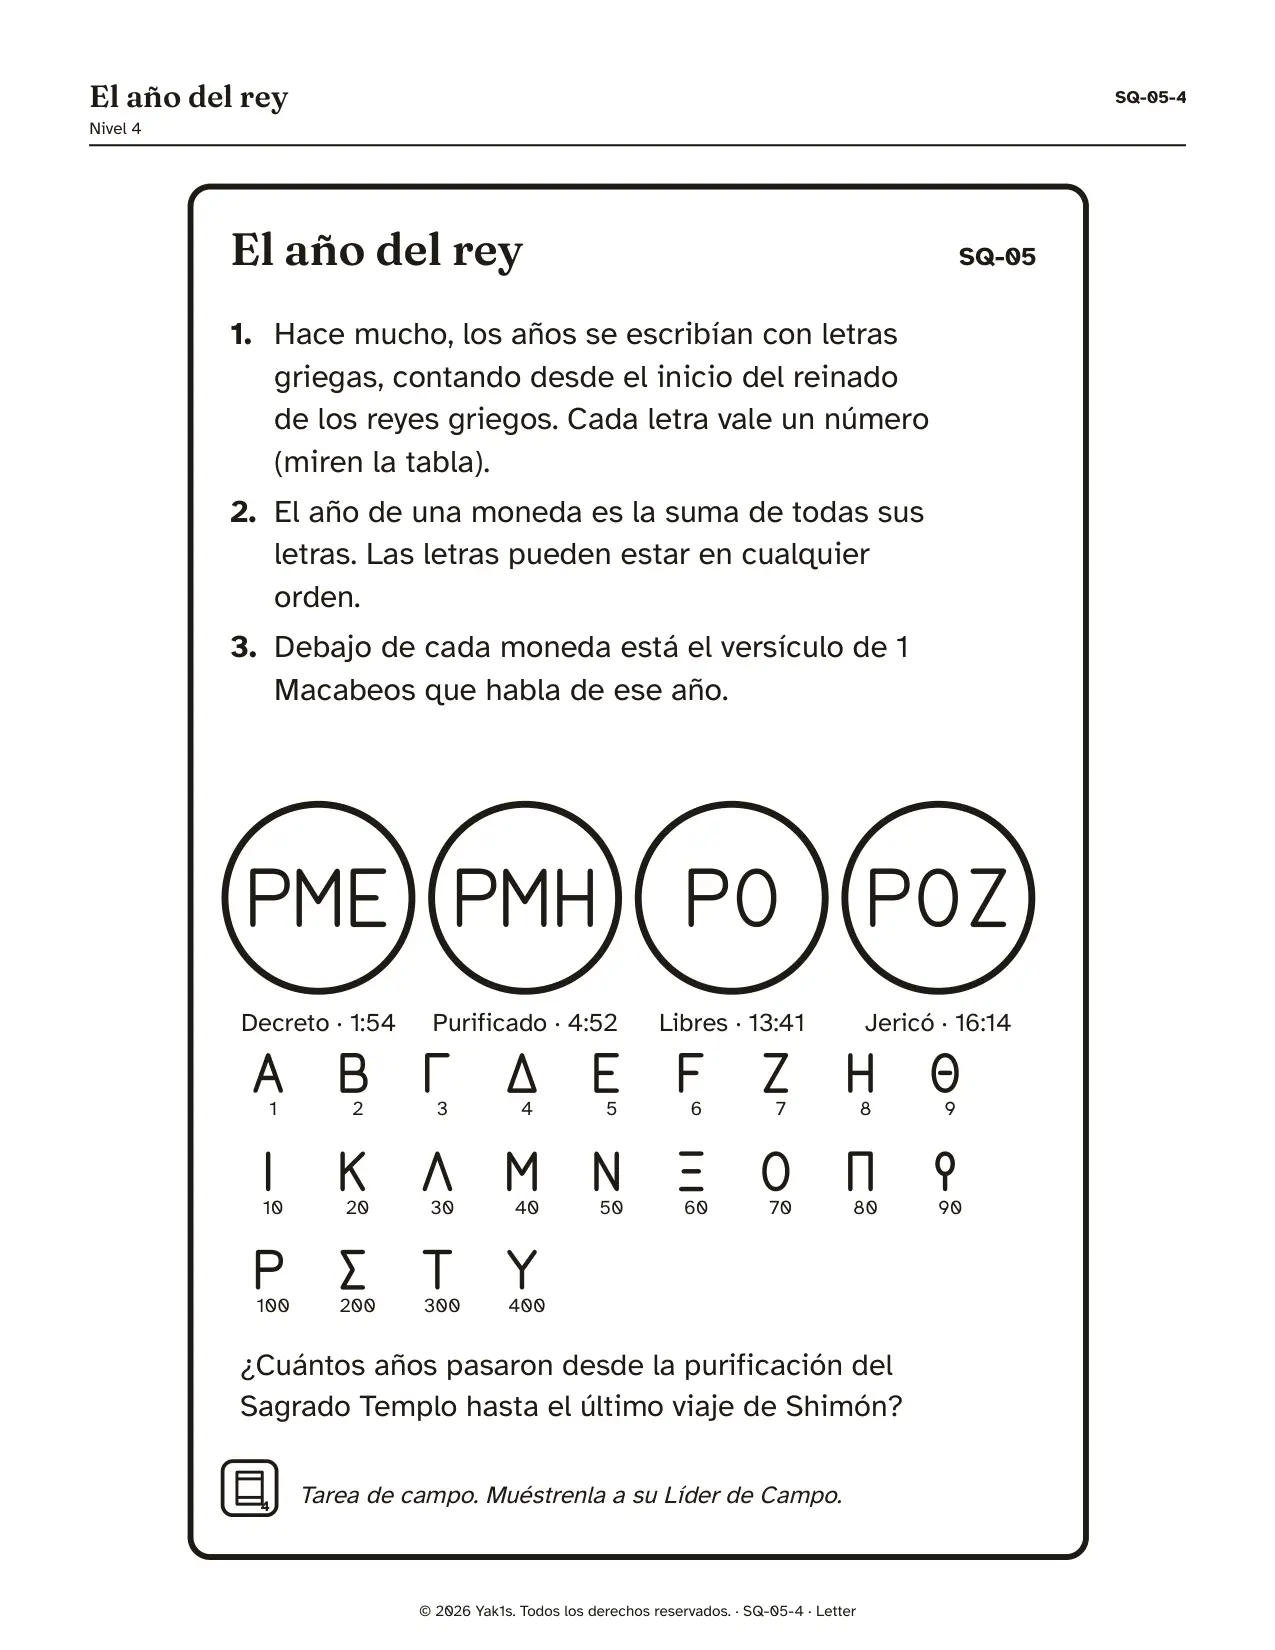 El año del rey
SQ-05-4
Nivel 4
El año del rey
SQ-05
1. Hace mucho, los años se escribían con letras
griegas, contando desde el inicio del reinado
de los reyes griegos. Cada letra vale un número
(miren la tabla).
2. El año de una moneda es la suma de todas sus
letras. Las letras pueden estar en cualquier
orden.
3. Debajo de cada moneda está el versículo de 1
Macabeos que habla de ese año.
ΡΜΕ ΡΜΗ ΡΟ ΡΟΖ
Decreto · 1:54 Purificado · 4:52 Libres · 13:41 Jericó · 16:14
Α Β Γ Δ Ε F Ζ Η Θ
1 2 3 4 5 6 7 8 9
Ι Κ Λ Μ Ν Ξ Ο Π Ϙ
10 20 30 40 50 60 70 80 90
Ρ Σ Τ Υ
100 200 300 400
¿Cuántos años pasaron desde la purificación del
Sagrado Templo hasta el último viaje de Shimón?
4
Tarea de campo. Muéstrenla a su Líder de Campo.
© 2026 Yak1s. Todos los derechos reservados. · SQ-05-4 · Letter